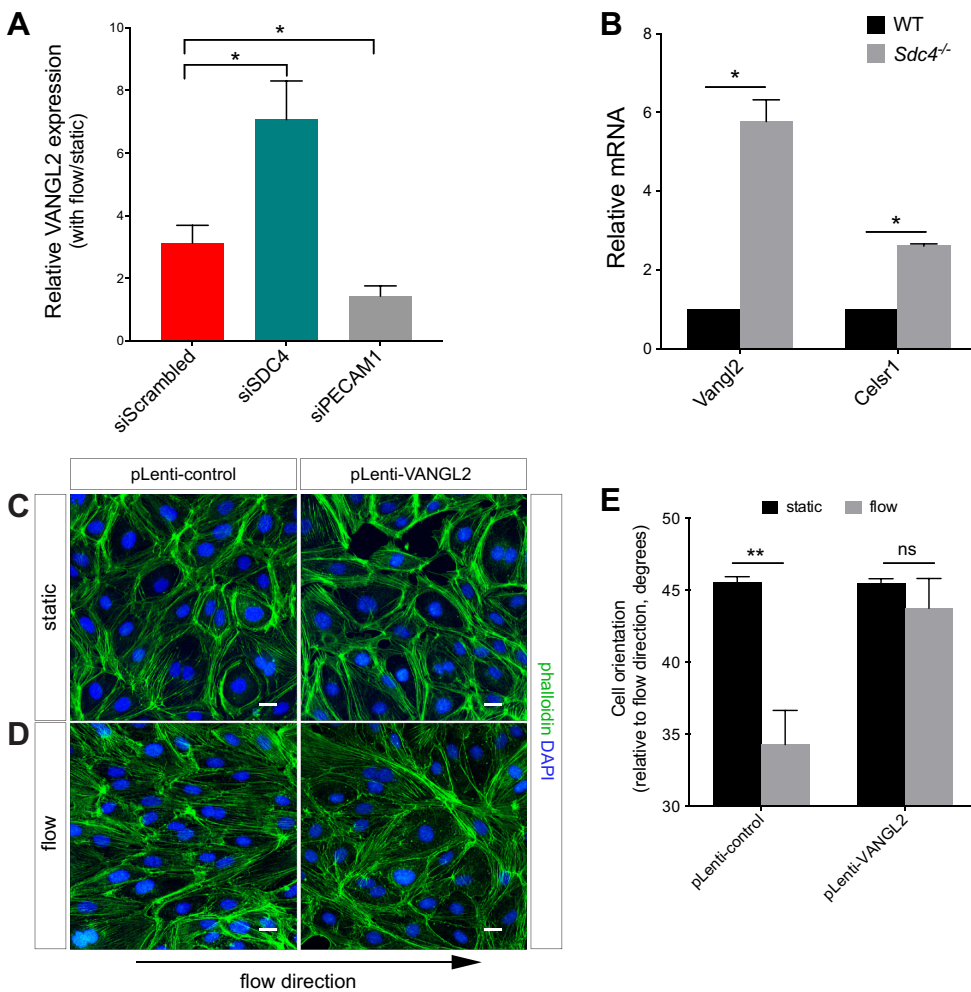 A
Relative VANGL2 expression
(with flow/static)
10
8
6
4
2
0
*
*
siScrambled
siSDC4
siPECAM1
B
WT
Sdc4-/-
Relative mRNA
8
6
4
2
0
*
*
Vangl2
Celsr1
pLenti-control
pLenti-VANGL2
C
static
D
flow
phalloidin DAPI
flow direction
E
static
flow
Cell orientation
(relative to flow direction, degrees)
50
45
40
35
30
**
ns
pLenti-control
pLenti-VANGL2